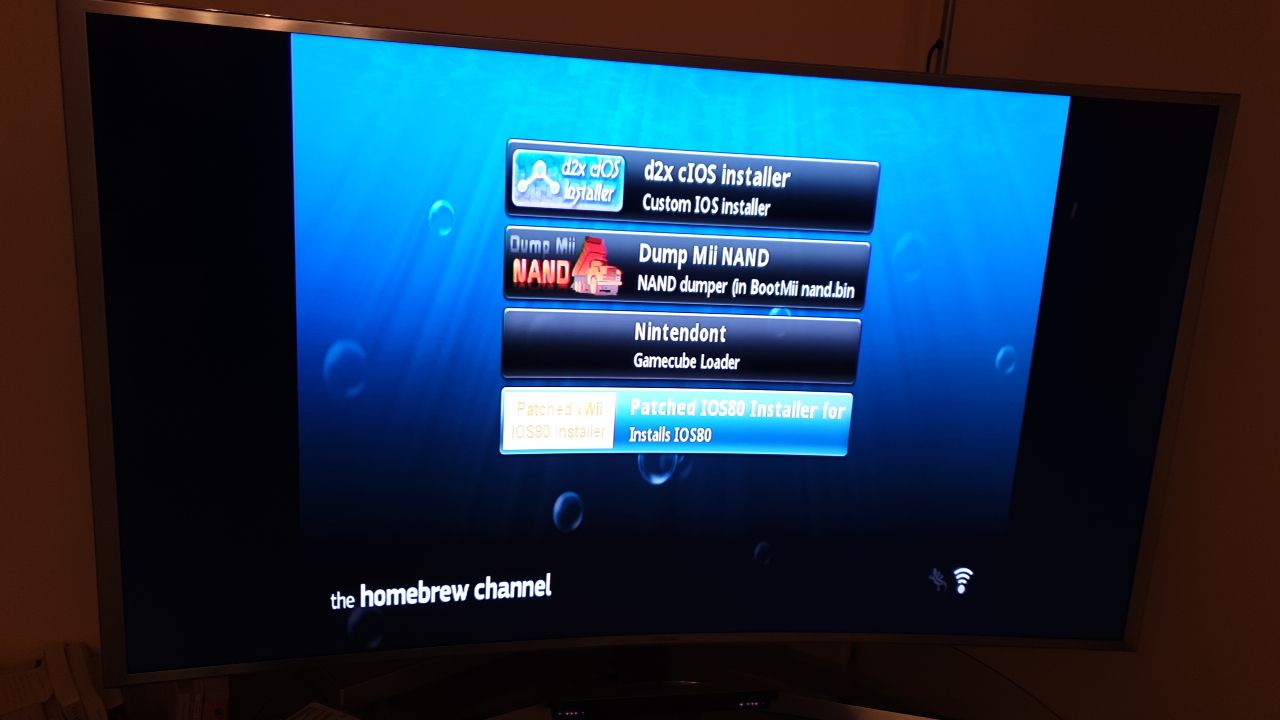 d2x cIOS
Installer
d2x cIOS installer
Custom IOS installer
Dump Mii
NAND
Dump Mii NAND
NAND dumper (in BootMii nand.bin
Nintendont
Gamecube Loader
Patched vWii
IOS80 Installer
Patched IOS80 Installer for
Installs IOS80
the homebrew channel